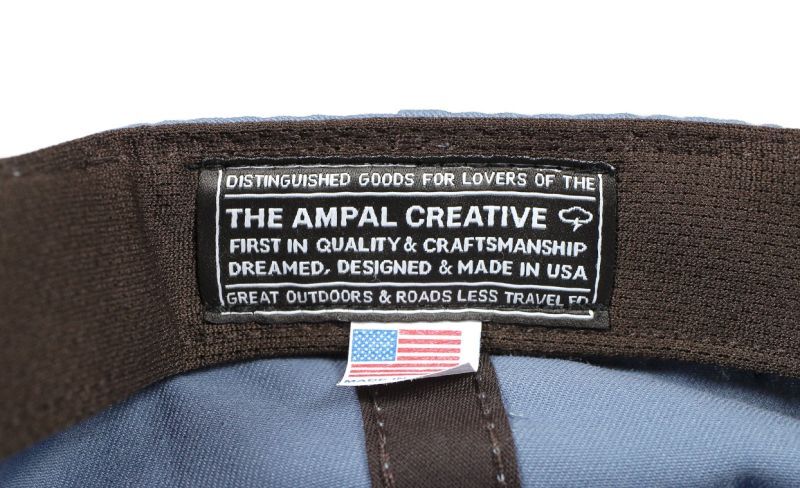 DISTINGUISHED GOODS FOR LOVERS OF THE
THE AMPAL CREATIVE
FIRST IN QUALITY & CRAFTSMANSHIP
DREAMED, DESIGNED & MADE IN USA
GREAT OUTDOORS & ROADS LESS TRAVELED
MADE